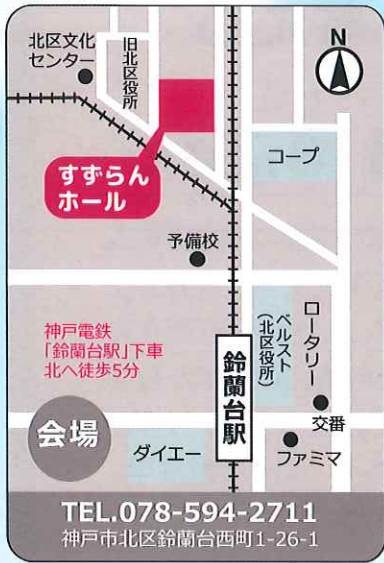 N
北区文化
センター
旧北区役所
コープ
すずらん
ホール
予備校
神戸電鉄
「鈴蘭台駅」下車
北へ徒歩5分
鈴蘭台駅
ベルスト
(北区役所)
ロータリー
交番
会場
ダイエー
ファミマ
TEL.078-594-2711
神戸市北区鈴蘭台西町1-26-1